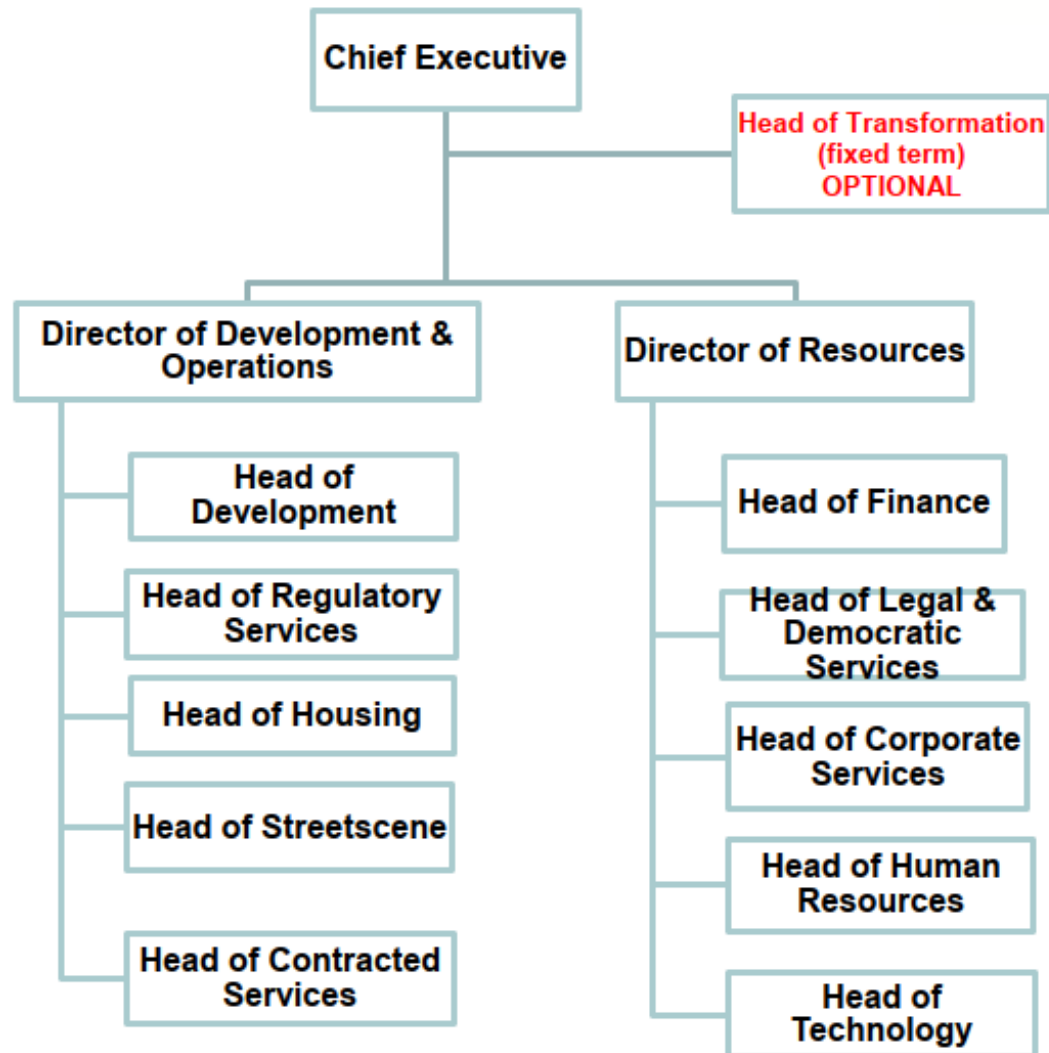 Chief Executive
Head of Transformation
(fixed term)
OPTIONAL
Director of Development &
Operations
Director of Resources
Head of
Development
Head of Regulatory
Services
Head of Housing
Head of Streetscene
Head of Contracted
Services
Head of Finance
Head of Legal &
Democratic
Services
Head of Corporate
Services
Head of Human
Resources
Head of
Technology